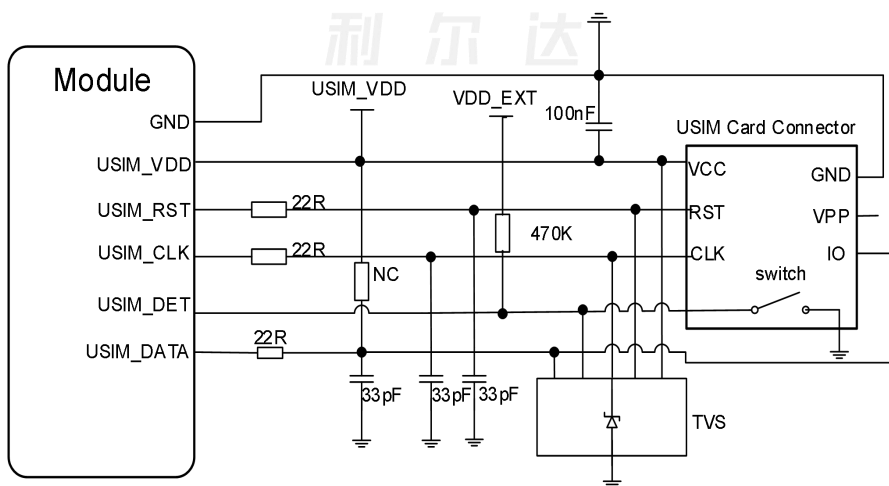 利尔达
Module
USIM_VDD
VDD_EXT
100nF
USIM Card Connector
GND
USIM_VDD
VCC
GND
USIM_RST
22R
RST
VPP
470K
USIM_CLK
22R
CLK
IO
NC
switch
USIM_DET
22R
USIM_DATA
33pF
33pF
33pF
TVS